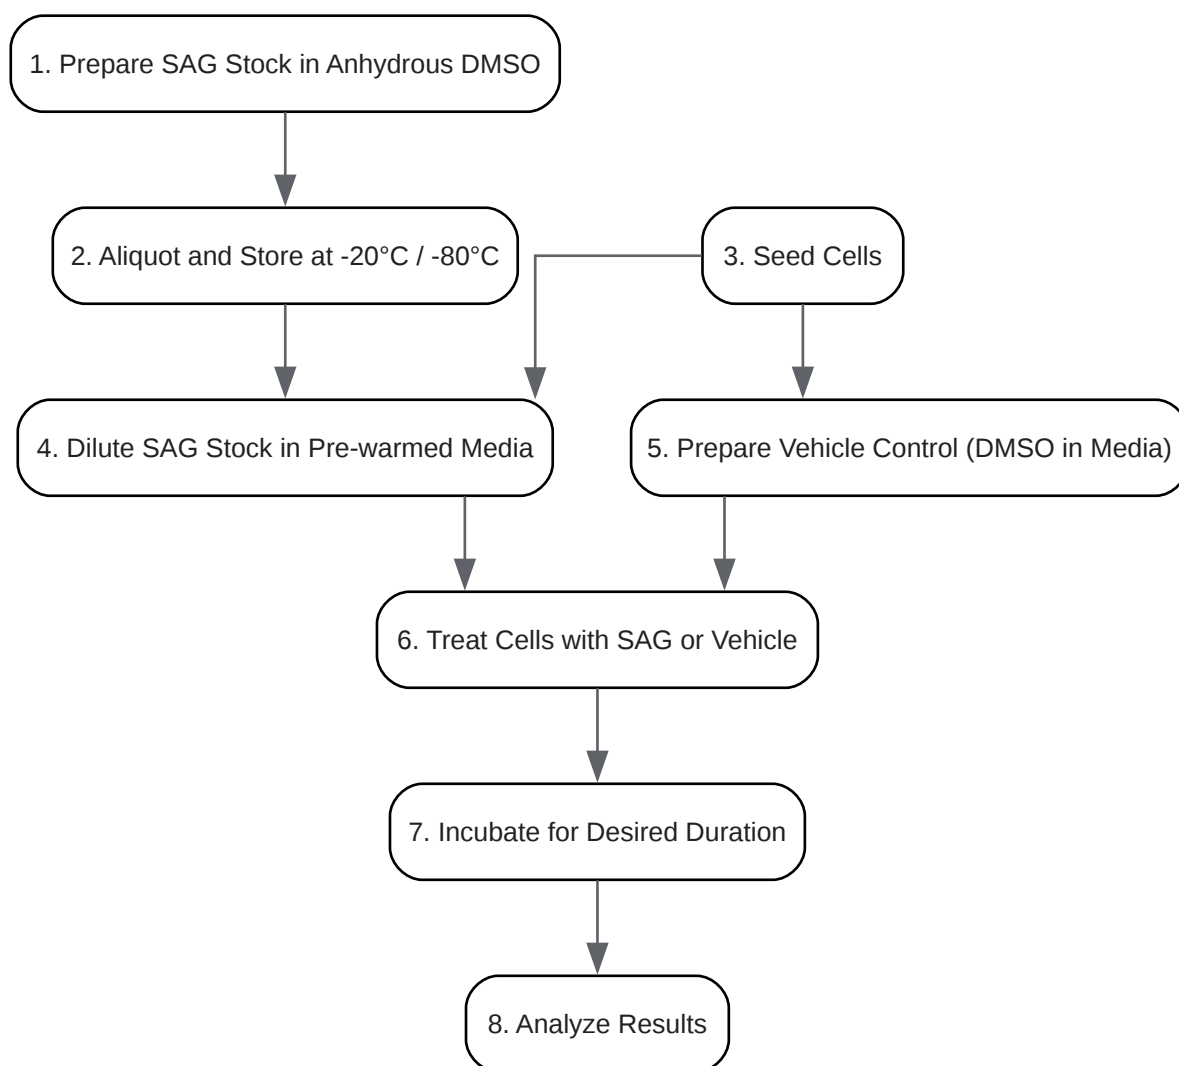 1. Prepare SAG Stock in Anhydrous DMSO
2. Aliquot and Store at -20°C / -80°C
3. Seed Cells
4. Dilute SAG Stock in Pre-warmed Media
5. Prepare Vehicle Control (DMSO in Media)
6. Treat Cells with SAG or Vehicle
7. Incubate for Desired Duration
8. Analyze Results